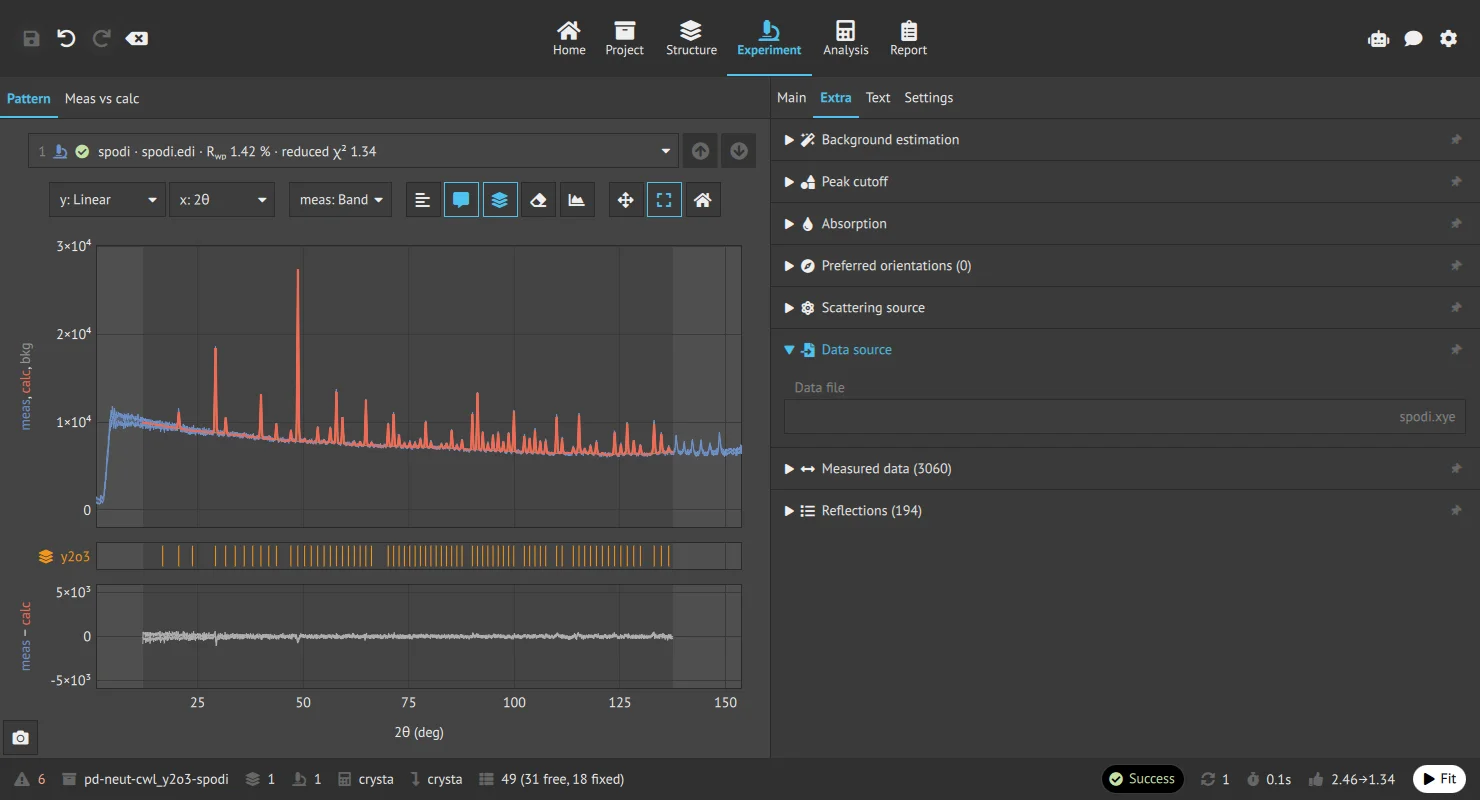 Home Project Structure Experiment Analysis Report
Pattern Meas vs calc
Main Extra Text Settings
1 spodi · spodi.edi · Rwp 1.42 % · reduced χ² 1.34
y: Linear x: 2θ meas: Band
3×10⁴
2×10⁴
1×10⁴
0
meas, calc, bkg
y2o3
5×10³
0
-5×10³
meas − calc
25 50 75 100 125 150
2θ (deg)
Background estimation
Peak cutoff
Absorption
Preferred orientations (0)
Scattering source
Data source
Data file
spodi.xye
Measured data (3060)
Reflections (194)
6 pd-neut-cwl_y2o3-spodi 1 1 crysta crysta 49 (31 free, 18 fixed) Success 1 0.1s 2.46→1.34 Fit